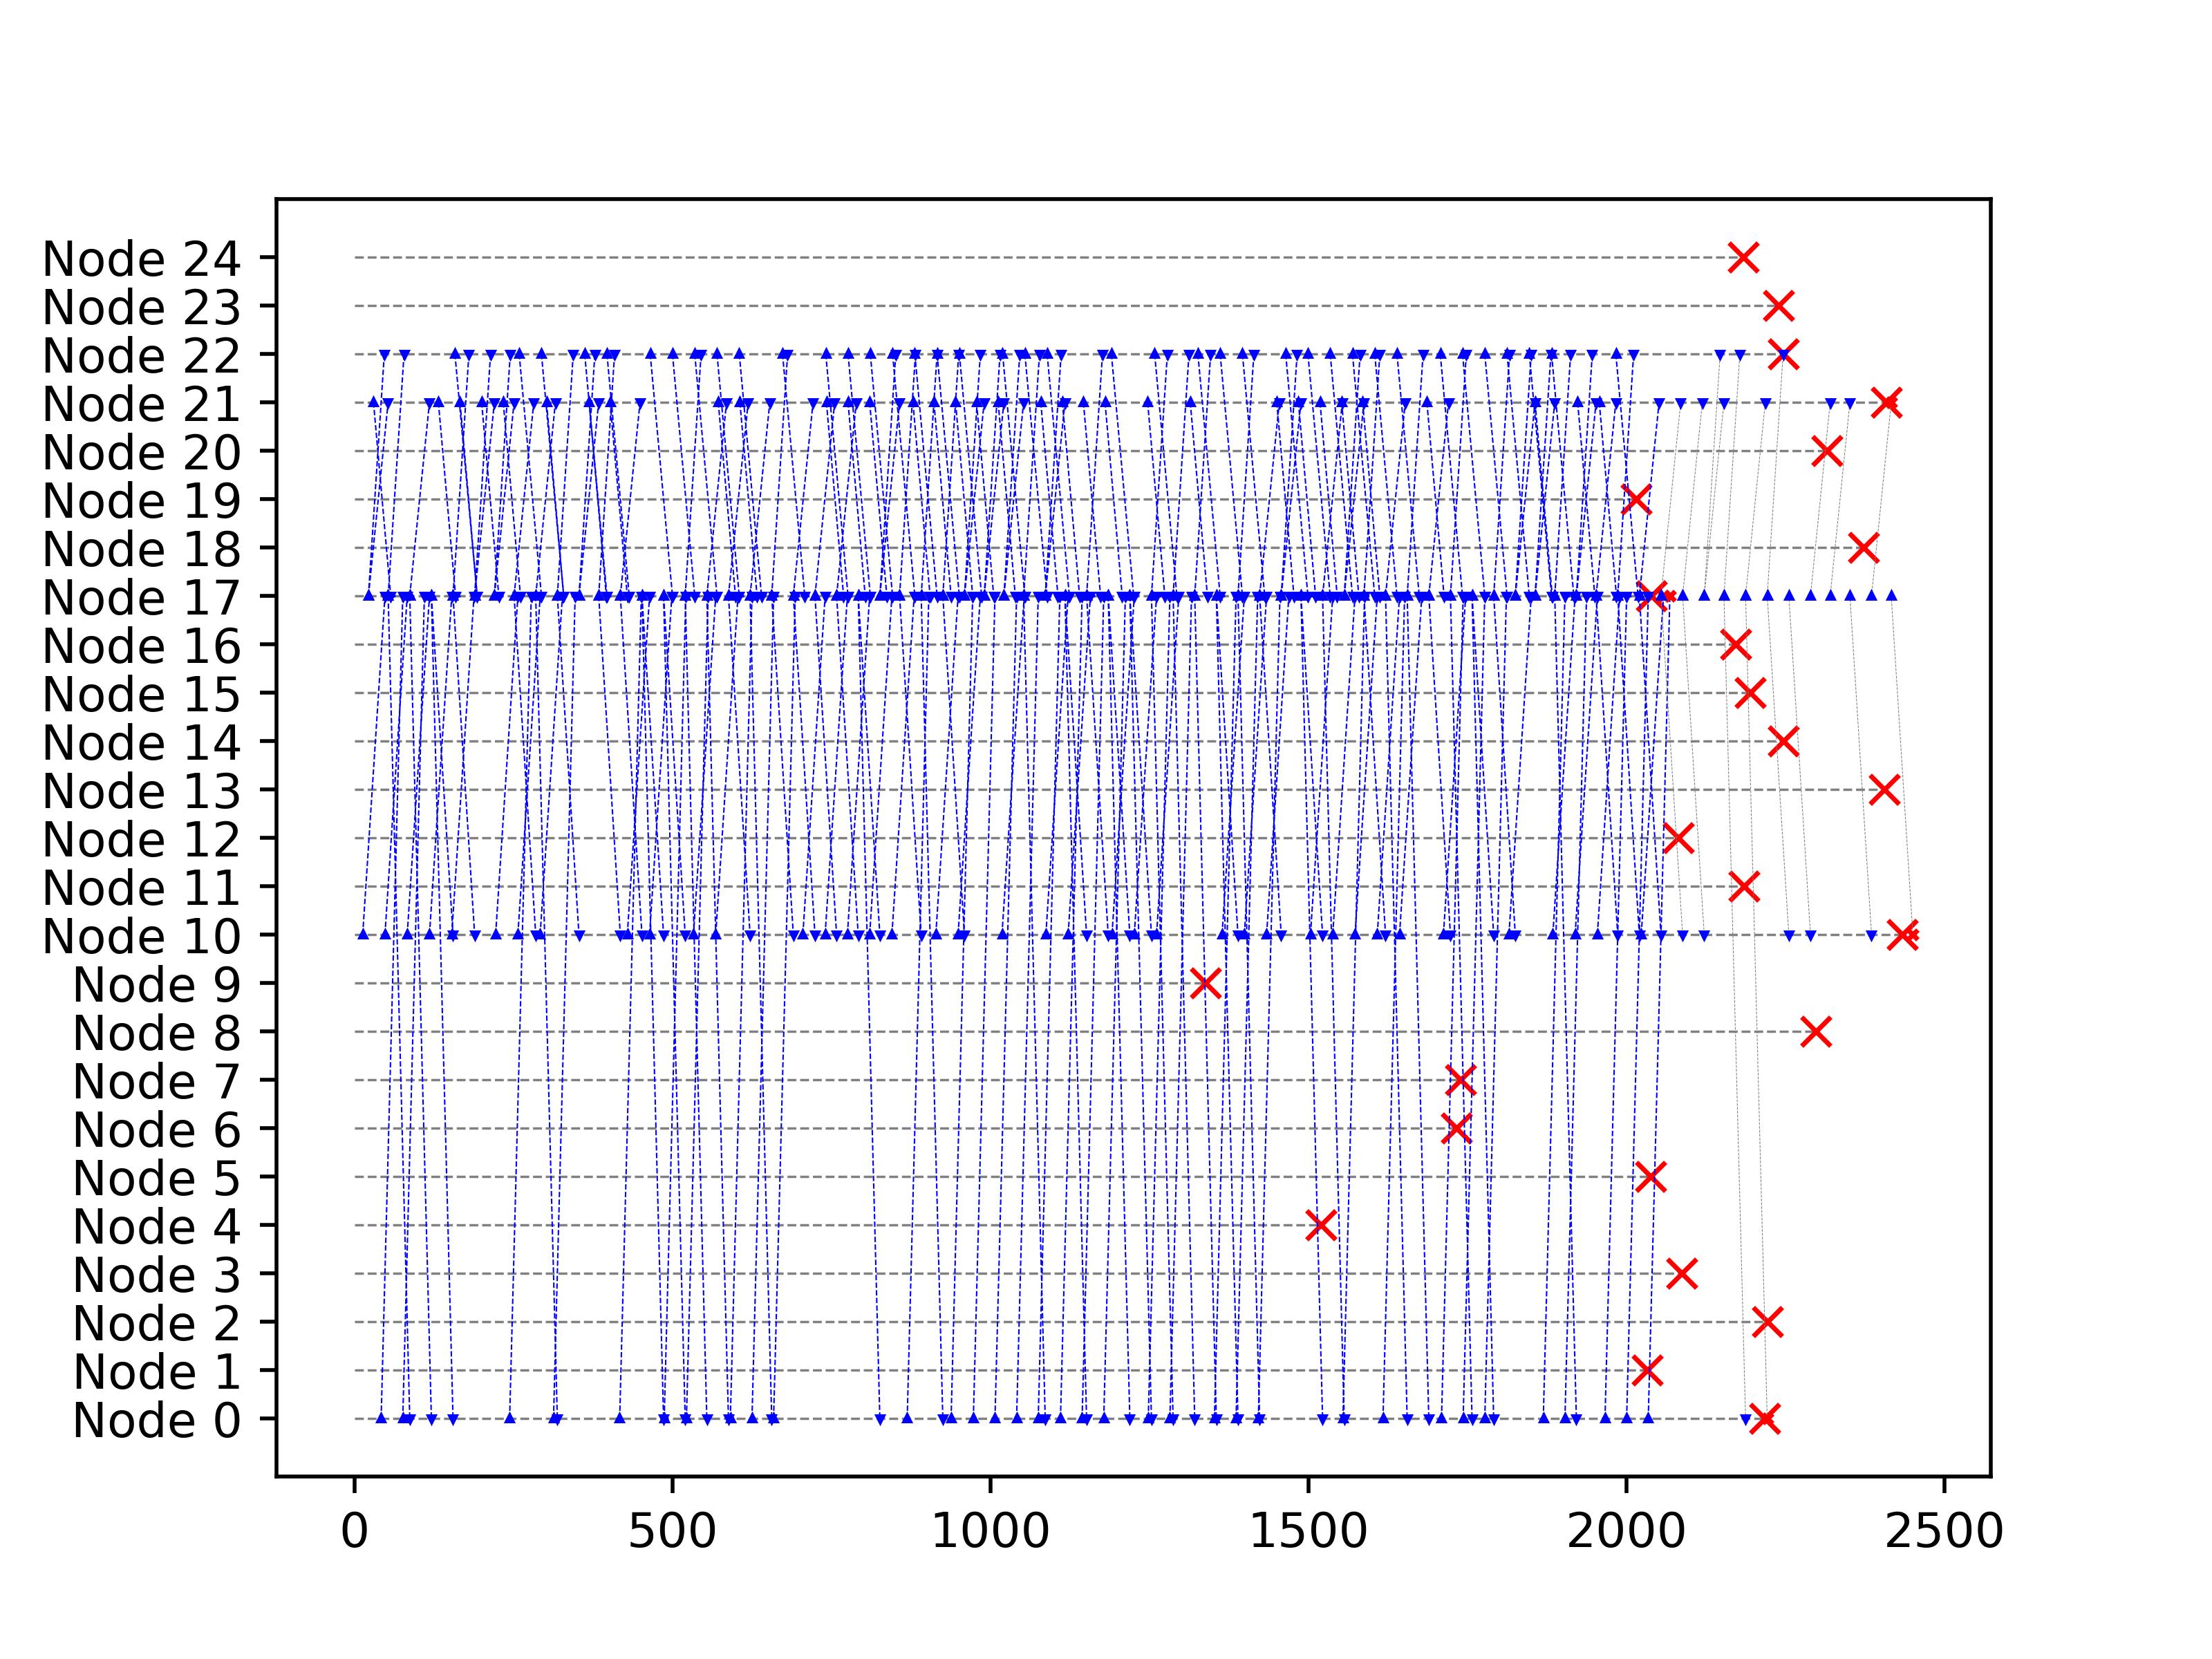 Node 24
Node 23
Node 22
Node 21
Node 20
Node 19
Node 18
Node 17
Node 16
Node 15
Node 14
Node 13
Node 12
Node 11
Node 10
Node 9
Node 8
Node 7
Node 6
Node 5
Node 4
Node 3
Node 2
Node 1
Node 0
0 500 1000 1500 2000 2500